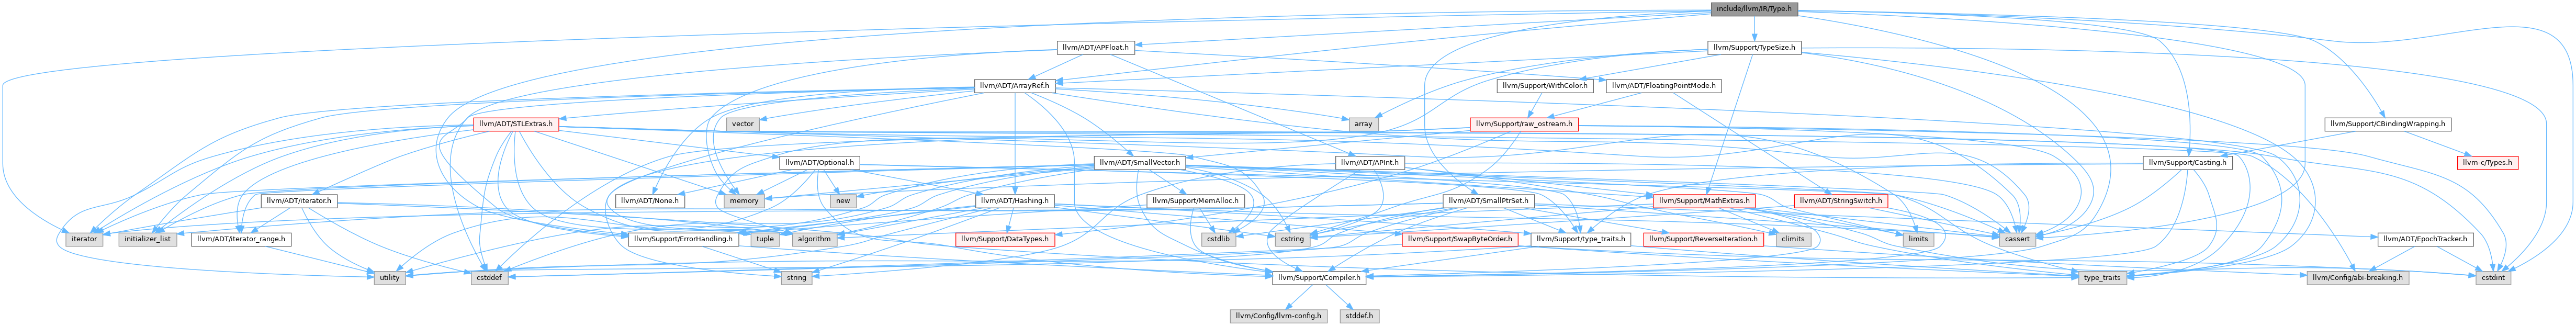 include/llvm/IR/Type.h
llvm/ADT/APFloat.h
llvm/Support/TypeSize.h
llvm/ADT/ArrayRef.h
llvm/Support/WithColor.h
llvm/ADT/FloatingPointMode.h
vector
llvm/ADT/STLExtras.h
array
llvm/Support/raw_ostream.h
llvm/Support/CBindingWrapping.h
llvm/ADT/Optional.h
llvm/ADT/SmallVector.h
llvm/ADT/APInt.h
llvm/Support/Casting.h
llvm-c/Types.h
llvm/ADT/iterator.h
llvm/ADT/None.h
memory
new
llvm/ADT/Hashing.h
llvm/Support/MemAlloc.h
llvm/ADT/SmallPtrSet.h
llvm/Support/MathExtras.h
llvm/ADT/StringSwitch.h
iterator
initializer_list
llvm/ADT/iterator_range.h
llvm/Support/ErrorHandling.h
tuple
algorithm
llvm/Support/DataTypes.h
cstdlib
cstring
llvm/Support/SwapByteOrder.h
llvm/Support/type_traits.h
llvm/Support/ReverseIteration.h
climits
limits
cassert
llvm/ADT/EpochTracker.h
utility
cstddef
string
llvm/Support/Compiler.h
type_traits
llvm/Config/abi-breaking.h
cstdint
llvm/Config/llvm-config.h
stddef.h